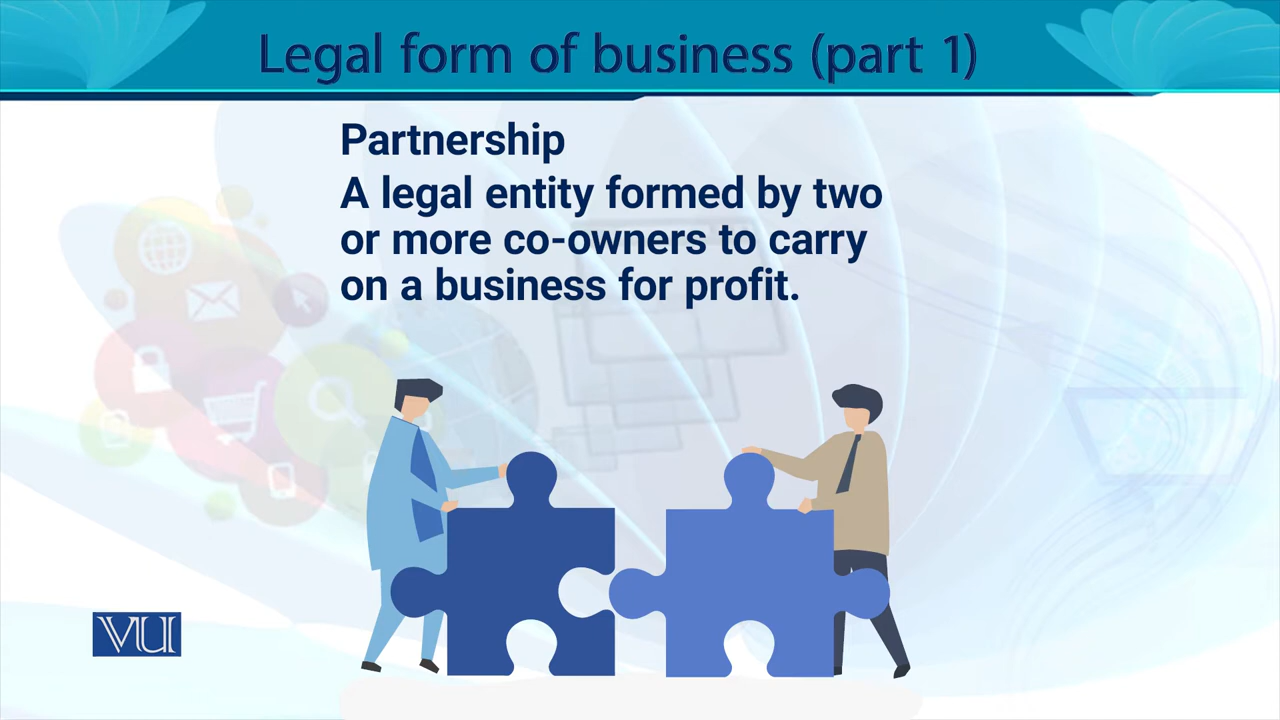 Legal form of business (part 1)
Partnership
A legal entity formed by two
or more co-owners to carry
on a business for profit.
VU